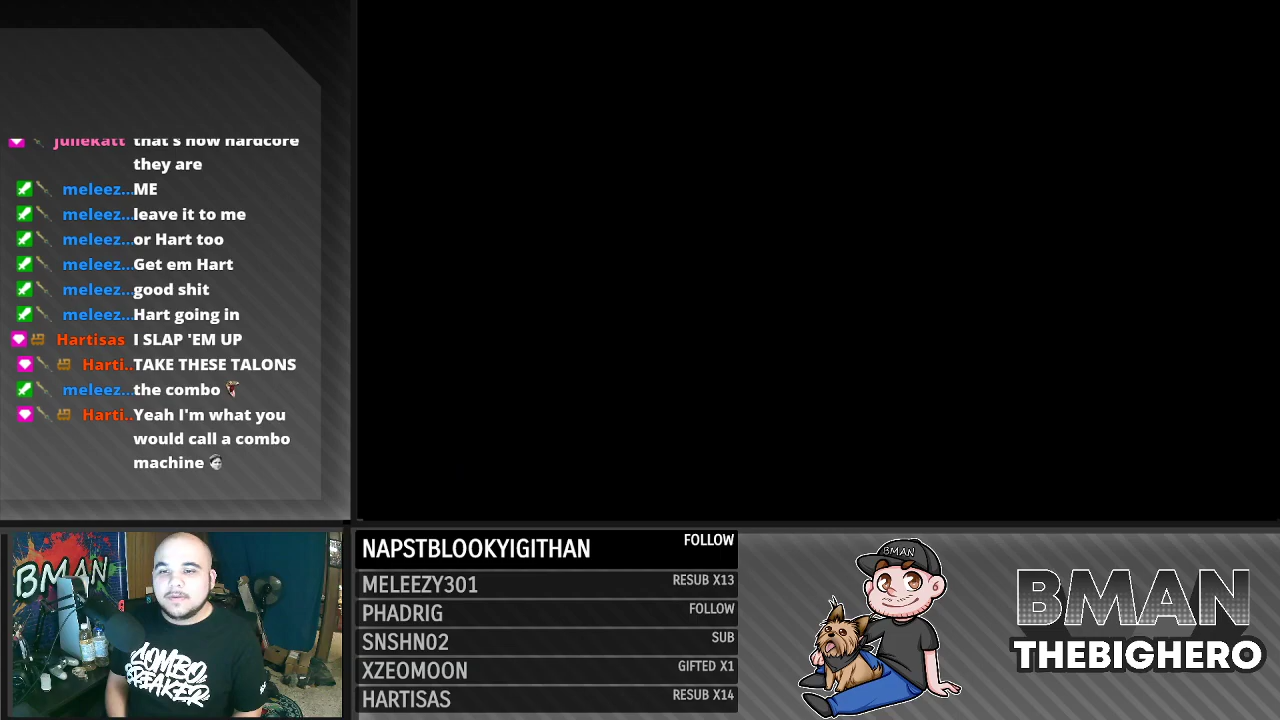 juliekatt that's how hardcore
they are
meleez... ME
meleez... leave it to me
meleez... or Hart too
meleez... Get em Hart
meleez... good shit
meleez... Hart going in
Hartisas I SLAP 'EM UP
Harti... TAKE THESE TALONS
meleez... the combo
Harti... Yeah I'm what you
would call a combo
machine
BMAN
COMBO
BREAKER
NAPSTBLOOKYIGITHAN FOLLOW
MELEEZY301 RESUB X13
PHADRIG FOLLOW
SNSHN02 SUB
XZEOMOON GIFTED X1
HARTISAS RESUB X14
BMAN
BMAN
THEBIGHERO